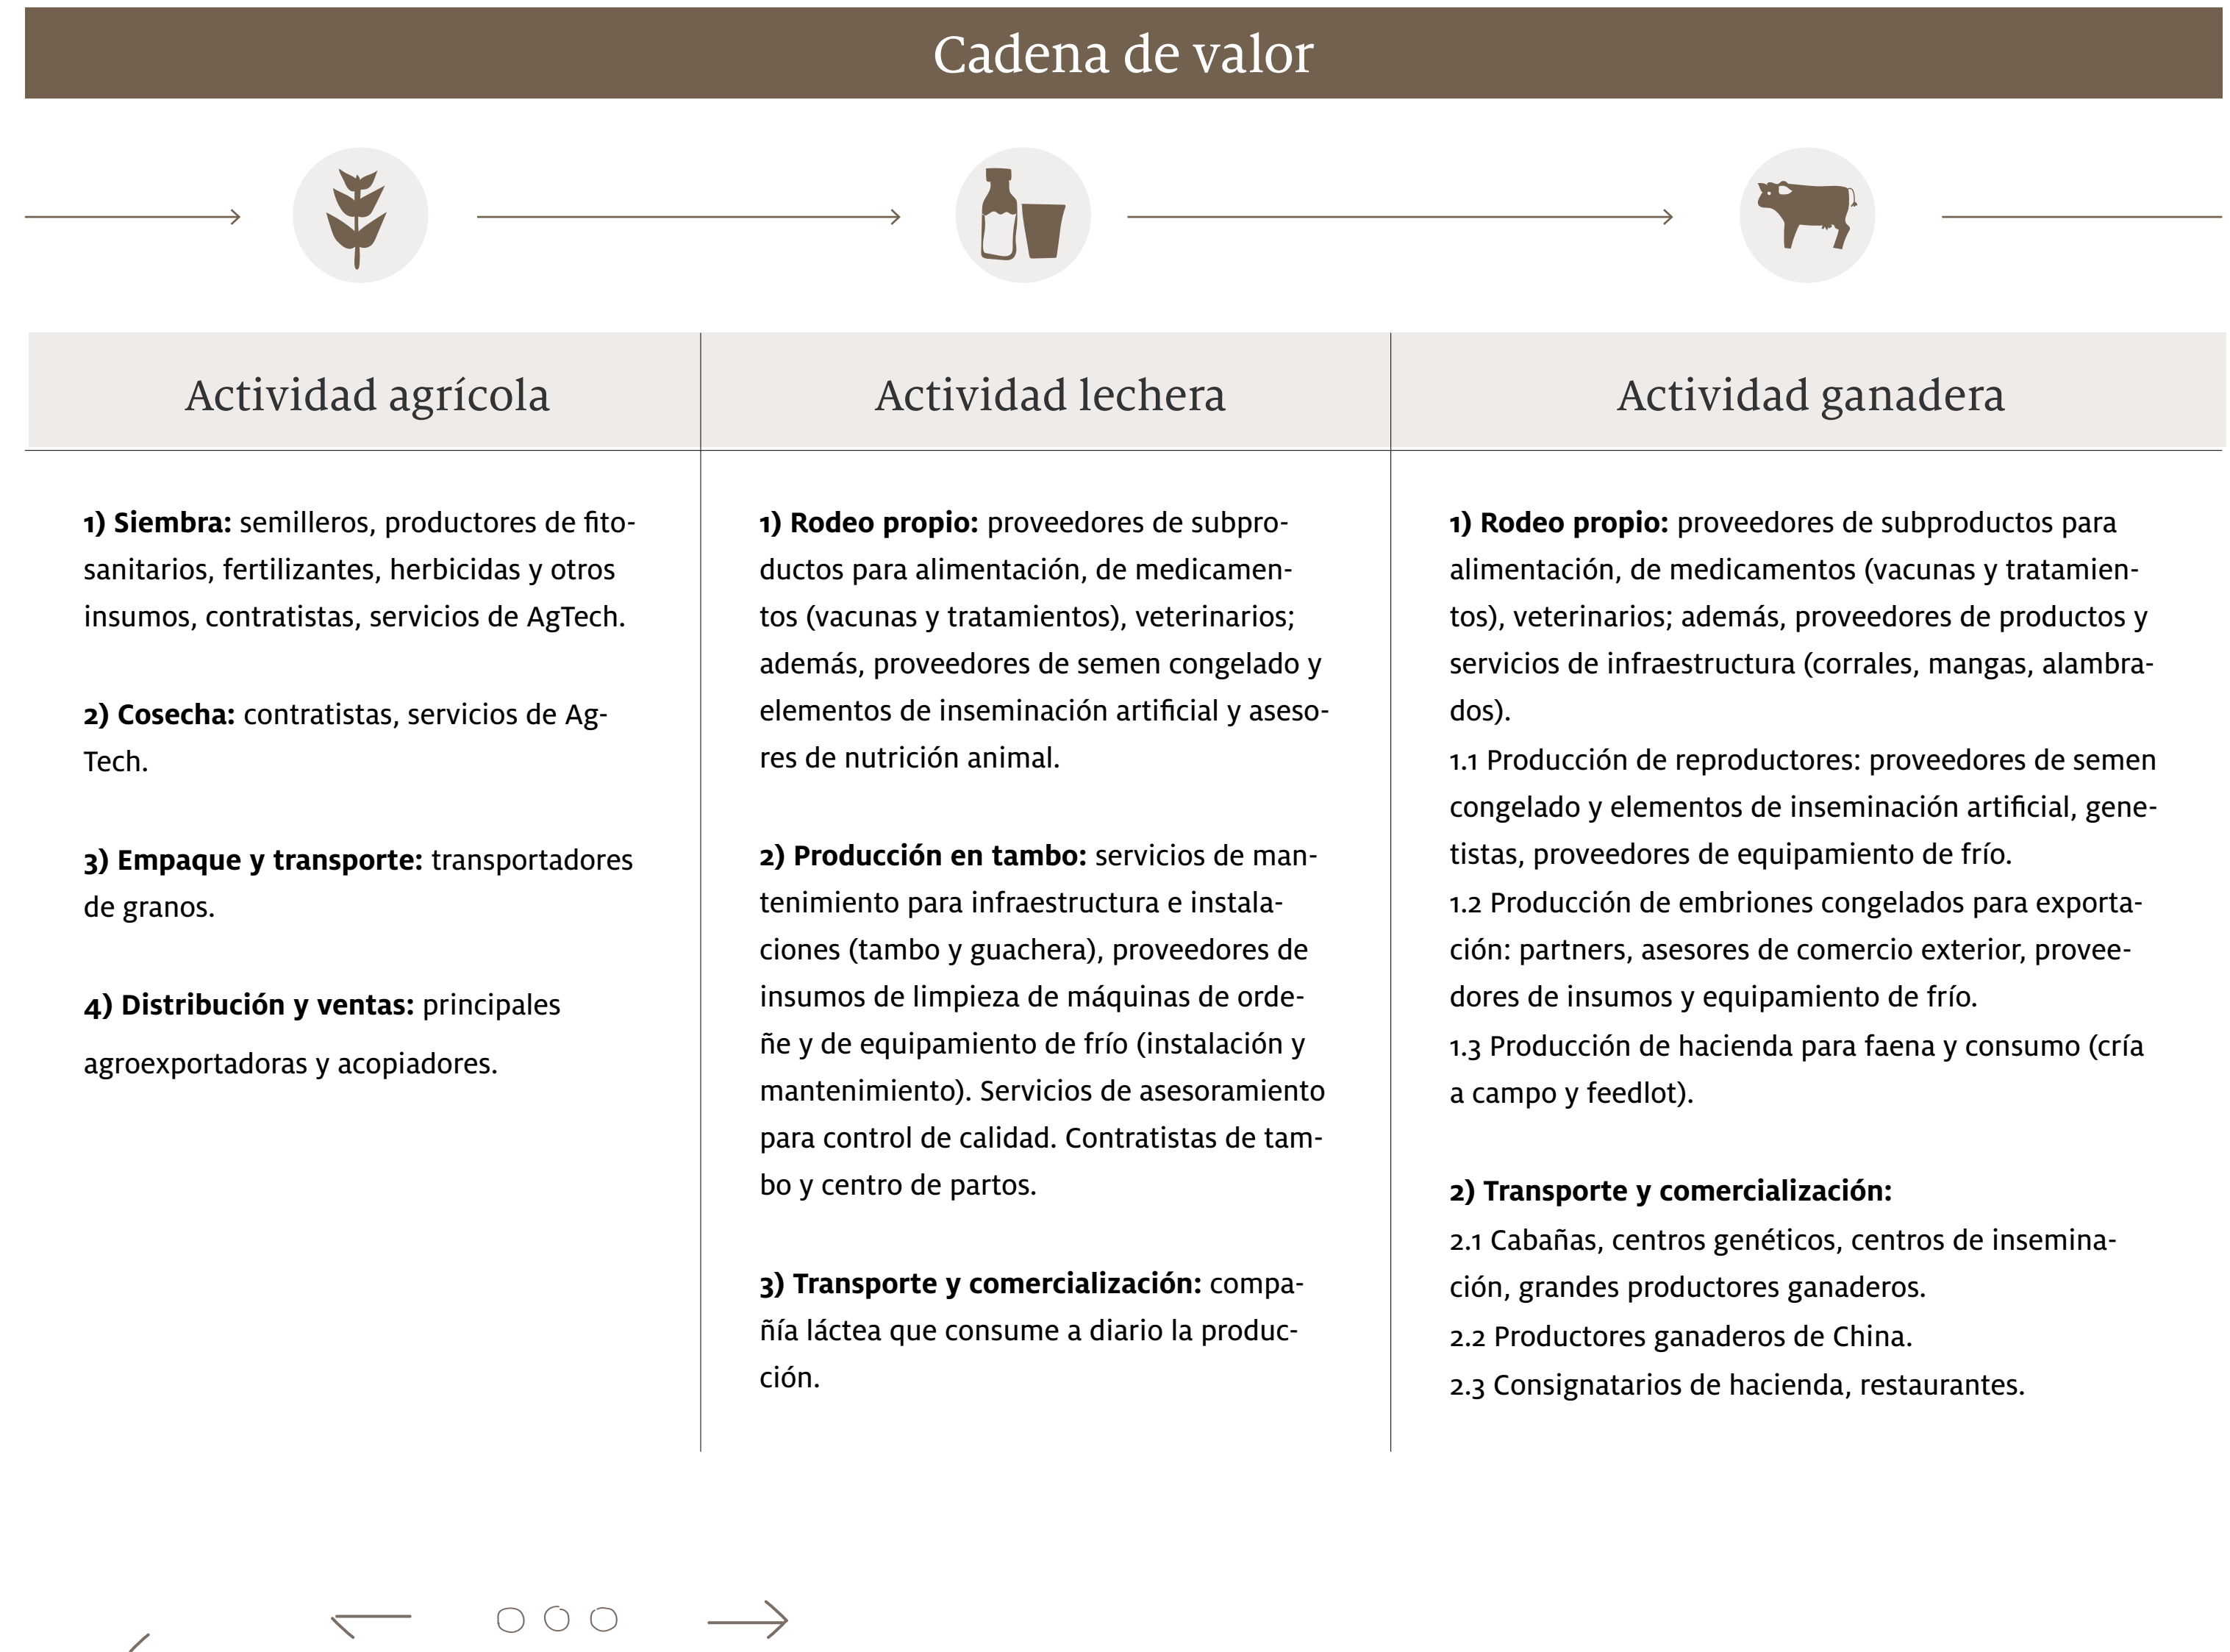 Cadena de valor
Actividad agrícola
Actividad lechera
Actividad ganadera
1) Siembra: semilleros, productores de fito-
sanitarios, fertilizantes, herbicidas y otros
insumos, contratistas, servicios de AgTech.
2) Cosecha: contratistas, servicios de Ag-
Tech.
3) Empaque y transporte: transportadores
de granos.
4) Distribución y ventas: principales
agroexportadoras y acopiadores.
1) Rodeo propio: proveedores de subpro-
ductos para alimentación, de medicamen-
tos (vacunas y tratamientos), veterinarios;
además, proveedores de semen congelado y
elementos de inseminación artificial y aseso-
res de nutrición animal.
2) Producción en tambo: servicios de man-
tenimiento para infraestructura e instala-
ciones (tambo y guachera), proveedores de
insumos de limpieza de máquinas de orde-
ñe y de equipamiento de frío (instalación y
mantenimiento). Servicios de asesoramiento
para control de calidad. Contratistas de tam-
bo y centro de partos.
3) Transporte y comercialización: compa-
ñía láctea que consume a diario la produc-
ción.
1) Rodeo propio: proveedores de subproductos para
alimentación, de medicamentos (vacunas y tratamien-
tos), veterinarios; además, proveedores de productos y
servicios de infraestructura (corrales, mangas, alambra-
dos).
1.1 Producción de reproductores: proveedores de semen
congelado y elementos de inseminación artificial, gene-
tistas, proveedores de equipamiento de frío.
1.2 Producción de embriones congelados para exporta-
ción: partners, asesores de comercio exterior, provee-
dores de insumos y equipamiento de frío.
1.3 Producción de hacienda para faena y consumo (cría
a campo y feedlot).
2) Transporte y comercialización:
2.1 Cabañas, centros genéticos, centros de insemina-
ción, grandes productores ganaderos.
2.2 Productores ganaderos de China.
2.3 Consignatarios de hacienda, restaurantes.